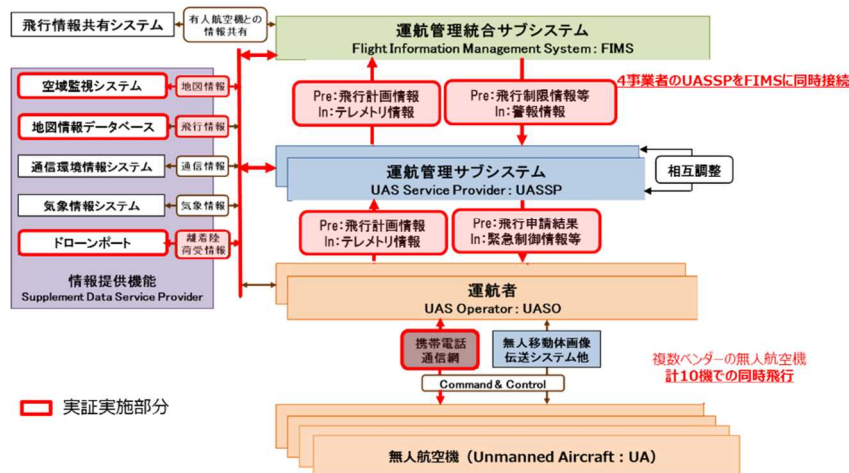 飛行情報共有システム
有人航空機との
情報共有
運航管理統合サブシステム
Flight Information Management System : FIMS
4事業者のUASSPをFIMSに同時接続
空域監視システム
地図情報
地図情報データベース
飛行情報
通信環境情報システム
通信情報
気象情報システム
気象情報
ドローンポート
離着陸
荷受情報
情報提供機能
Supplement Data Service Provider
Pre:飛行計画情報
In:テレメトリ情報
Pre:飛行制限情報等
In:警報情報
運航管理サブシステム
UAS Service Provider : UASSP
相互調整
Pre:飛行計画情報
In:テレメトリ情報
Pre:飛行申請結果
In:緊急制御情報等
運航者
UAS Operator : UASO
携帯電話
通信網
無人移動体画像
伝送システム他
Command & Control
複数ベンダーの無人航空機
計10機での同時飛行
実証実施部分
無人航空機（Unmanned Aircraft : UA）